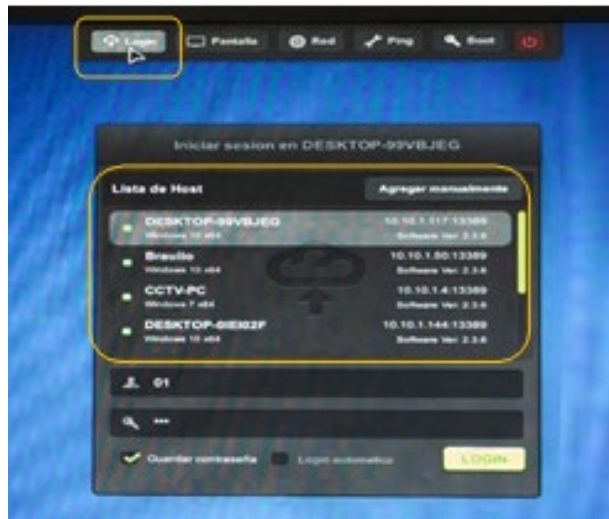 Login Pantalla Red Ping Boot
Iniciar sesion en DESKTOP-99VBJEG
Lista de Host Agregar manualmente
DESKTOP-99VBJEG 10.10.1.117:13389
Windows 10 x64 Software Ver: 2.3.6
Braulio 10.10.1.50:13389
Windows 10 x64 Software Ver: 2.3.6
CCTV-PC 10.10.1.4:13389
Windows 7 x64 Software Ver: 2.3.6
DESKTOP-0IEI02F 10.10.1.144:13389
Windows 10 x64 Software Ver: 2.3.6
01
***
Guardar contraseña Login automatico LOGIN